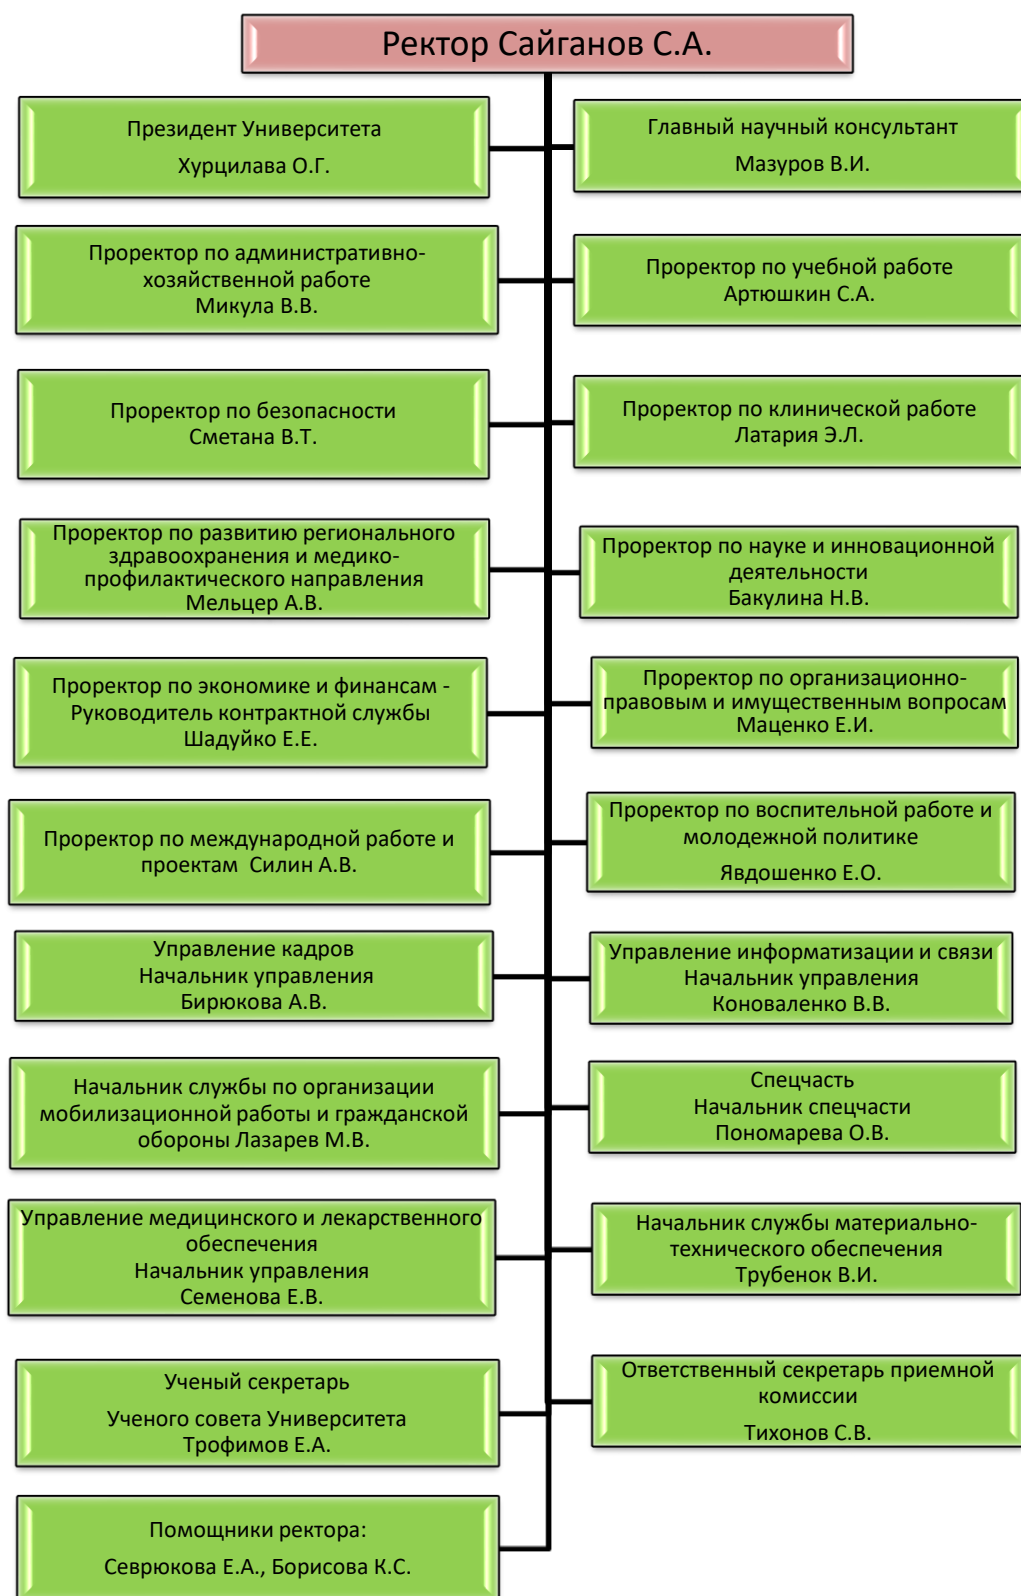 Ректор Сайганов С.А.
Президент Университета
Хурцилава О.Г.
Главный научный консультант
Мазуров В.И.
Проректор по административно-
хозяйственной работе
Микула В.В.
Проректор по учебной работе
Артюшкин С.А.
Проректор по безопасности
Сметана В.Т.
Проректор по клинической работе
Латария Э.Л.
Проректор по развитию регионального
здравоохранения и медико-
профилактического направления
Мельцер А.В.
Проректор по науке и инновационной
деятельности
Бакулина Н.В.
Проректор по экономике и финансам -
Руководитель контрактной службы
Шадуйко Е.Е.
Проректор по организационно-
правовым и имущественным вопросам
Маценко Е.И.
Проректор по международной работе и
проектам Силин А.В.
Проректор по воспительной работе и
молодежной политике
Явдошенко Е.О.
Управление кадров
Начальник управления
Бирюкова А.В.
Управление информатизации и связи
Начальник управления
Коноваленко В.В.
Начальник службы по организации
мобилизационной работы и гражданской
обороны Лазарев М.В.
Спецчасть
Начальник спецчасти
Пономарева О.В.
Управление медицинского и лекарственного
обеспечения
Начальник управления
Семенова Е.В.
Начальник службы материально-
технического обеспечения
Трубенок В.И.
Ученый секретарь
Ученого совета Университета
Трофимов Е.А.
Ответственный секретарь приемной
комиссии
Тихонов С.В.
Помощники ректора:
Севрюкова Е.А., Борисова К.С.